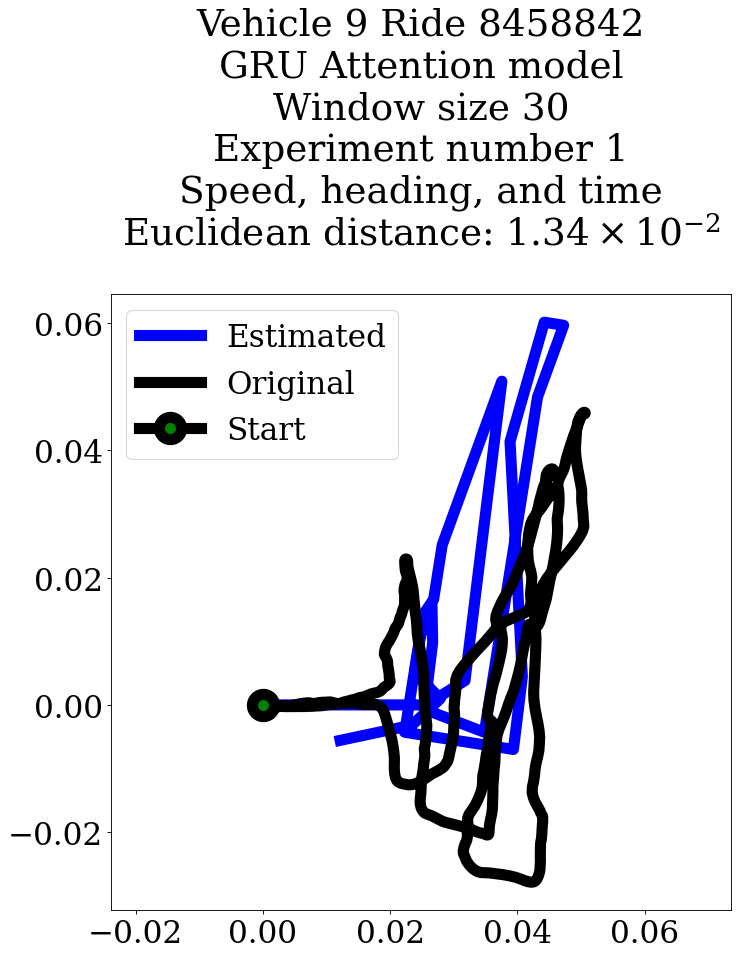 Vehicle 9 Ride 8458842
GRU Attention model
Window size 30
Experiment number 1
Speed, heading, and time
Euclidean distance: 1.34 × 10⁻²
Estimated
Original
Start
0.06
0.04
0.02
0.00
−0.02
−0.02 0.00 0.02 0.04 0.06